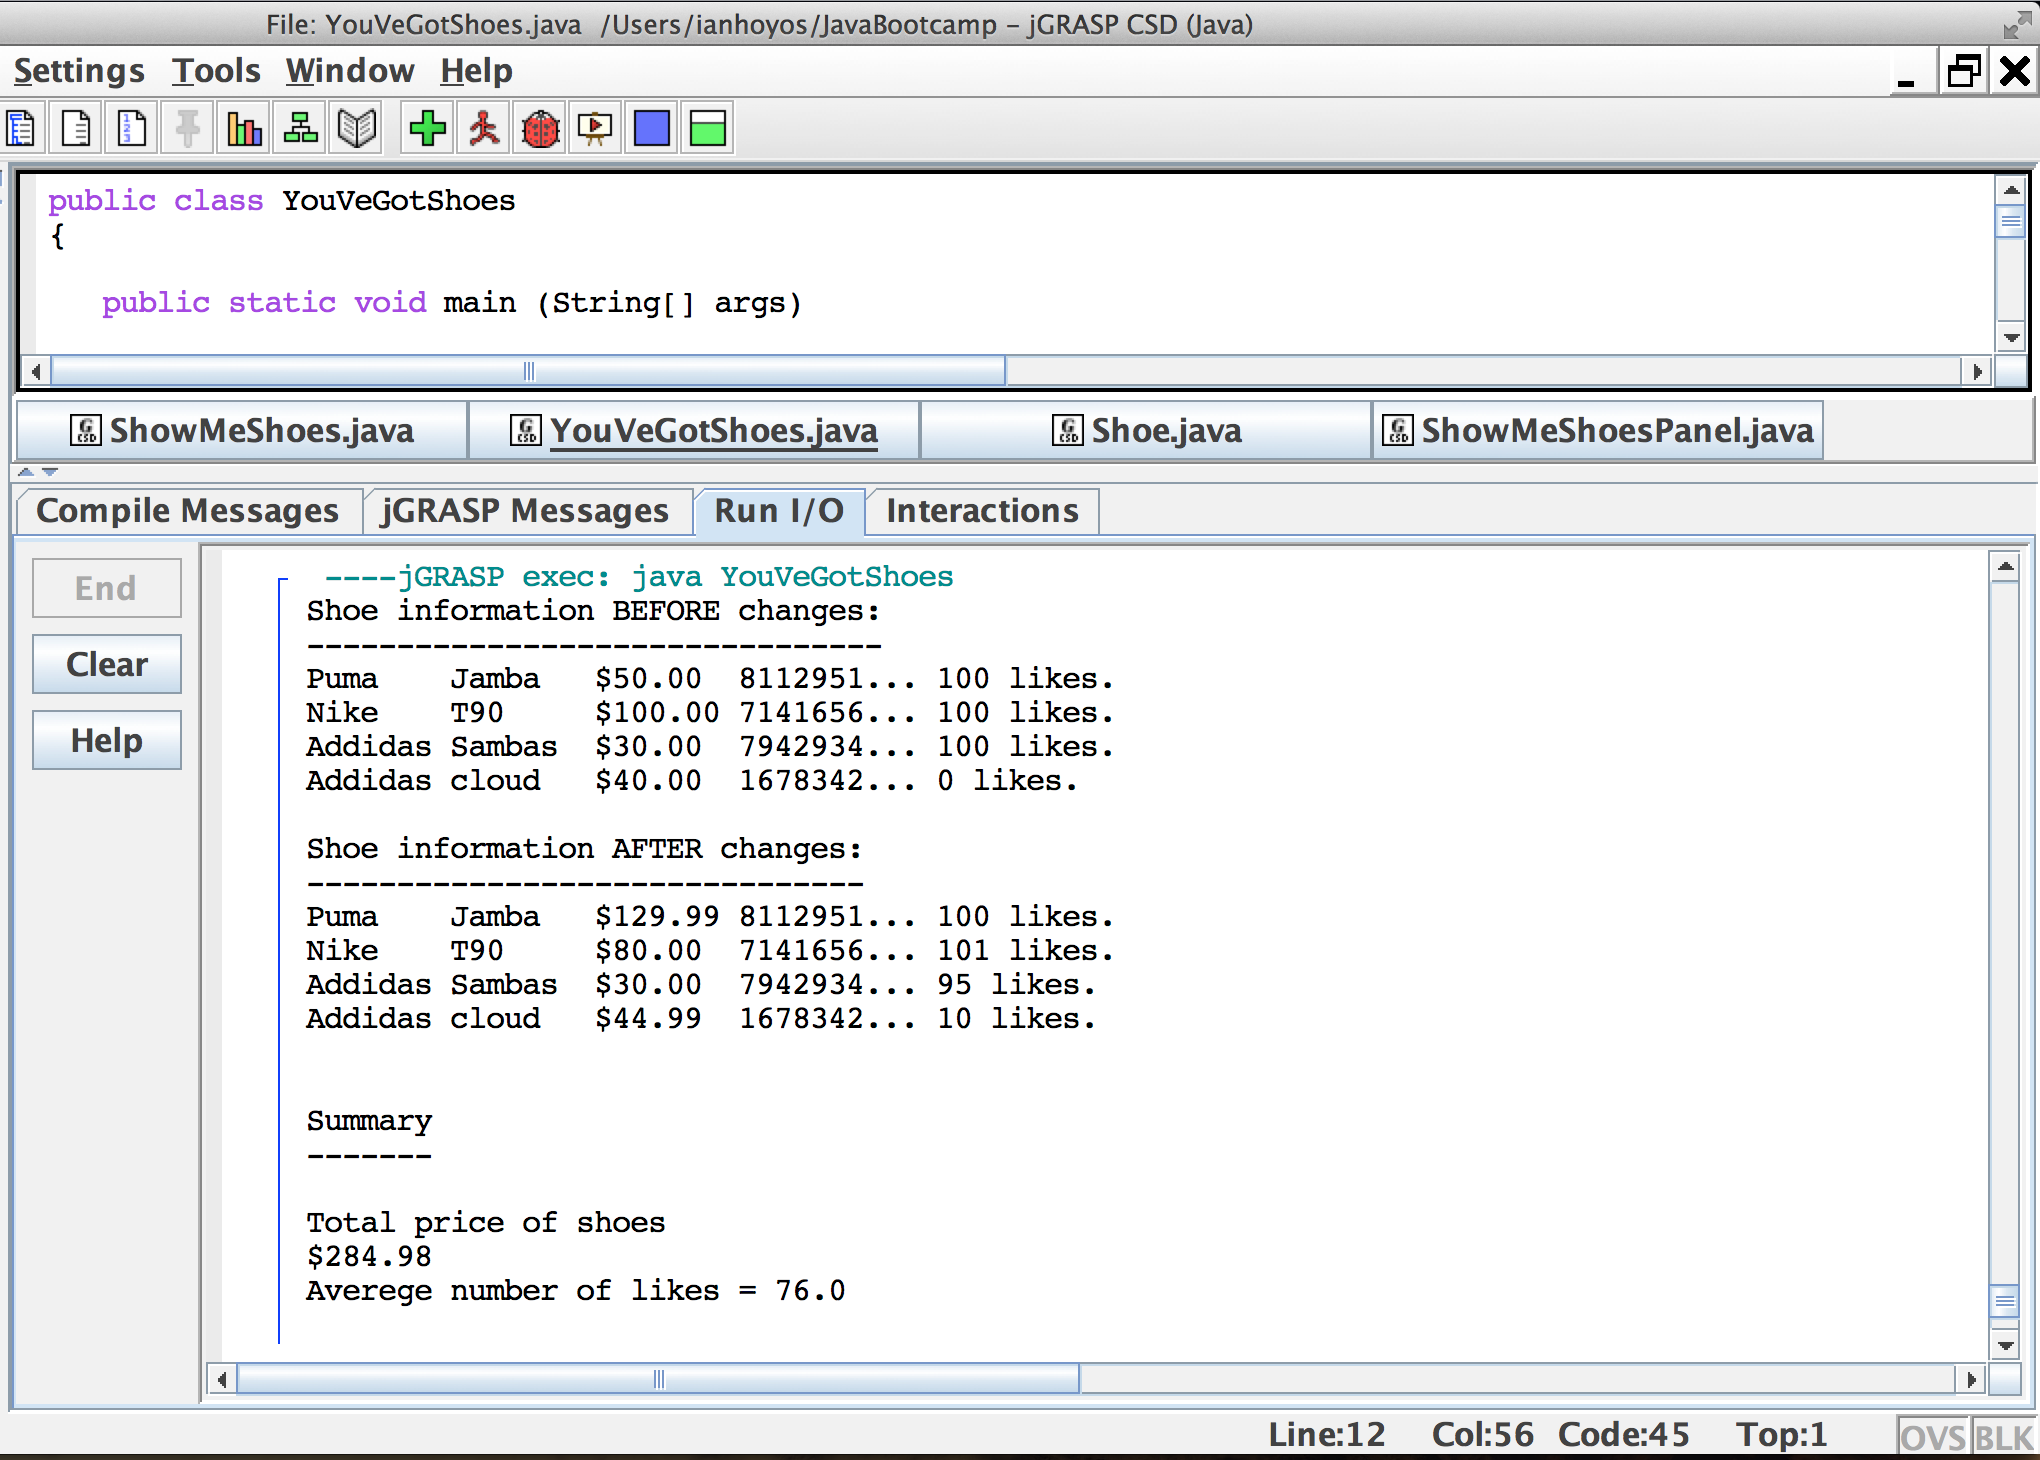 File: YouVeGotShoes.java /Users/ianhoyos/JavaBootcamp – jGRASP CSD (Java)
Settings Tools Window Help
public class YouVeGotShoes
{
public static void main (String[] args)
ShowMeShoes.java YouVeGotShoes.java Shoe.java ShowMeShoesPanel.java
Compile Messages jGRASP Messages Run I/O Interactions
End
Clear
Help
----jGRASP exec: java YouVeGotShoes
Shoe information BEFORE changes:
--------------------------------
Puma    Jamba   $50.00  8112951... 100 likes.
Nike    T90     $100.00 7141656... 100 likes.
Addidas Sambas  $30.00  7942934... 100 likes.
Addidas cloud   $40.00  1678342... 0 likes.
Shoe information AFTER changes:
-------------------------------
Puma    Jamba   $129.99 8112951... 100 likes.
Nike    T90     $80.00  7141656... 101 likes.
Addidas Sambas  $30.00  7942934... 95 likes.
Addidas cloud   $44.99  1678342... 10 likes.
Summary
-------
Total price of shoes
$284.98
Averege number of likes = 76.0
Line:12 Col:56 Code:45 Top:1 OVS BLK